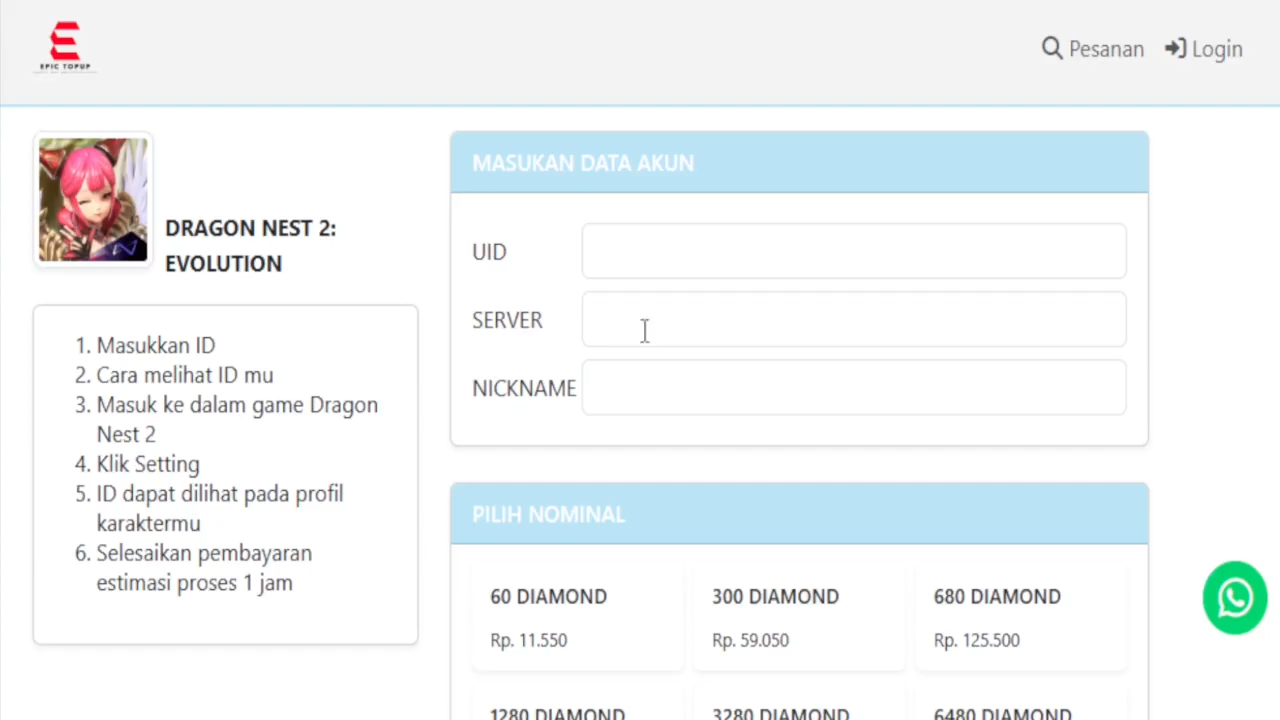 EPIC TOPUP
Pesanan
Login
DRAGON NEST 2:
EVOLUTION
1. Masukkan ID
2. Cara melihat ID mu
3. Masuk ke dalam game Dragon
Nest 2
4. Klik Setting
5. ID dapat dilihat pada profil
karaktermu
6. Selesaikan pembayaran
estimasi proses 1 jam
MASUKAN DATA AKUN
UID
SERVER
NICKNAME
PILIH NOMINAL
60 DIAMOND
300 DIAMOND
680 DIAMOND
Rp. 11.550
Rp. 59.050
Rp. 125.500
1280 DIAMOND
3280 DIAMOND
6480 DIAMOND